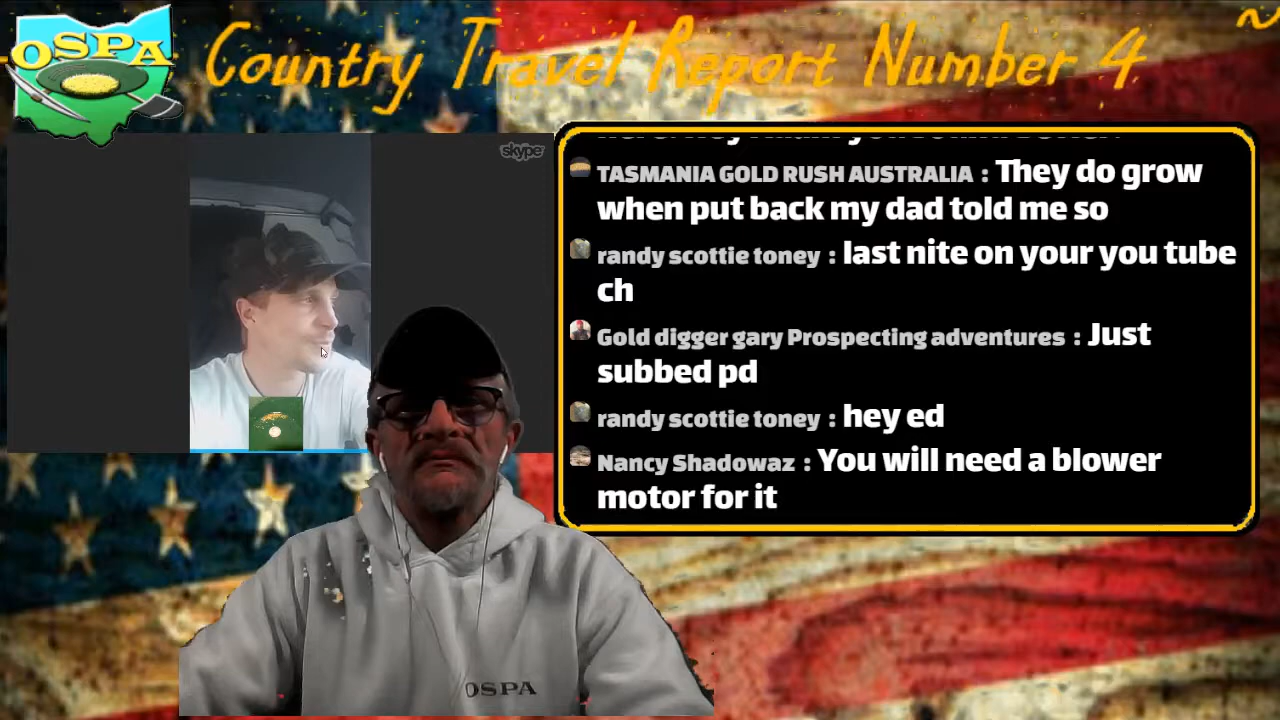 OSPA
Country Travel Report Number 4
~
skype
TASMANIA GOLD RUSH AUSTRALIA : They do grow
when put back my dad told me so
randy scottie toney : last nite on your you tube
ch
Gold digger gary Prospecting adventures : Just
subbed pd
randy scottie toney : hey ed
Nancy Shadowaz : You will need a blower
motor for it
OSPA